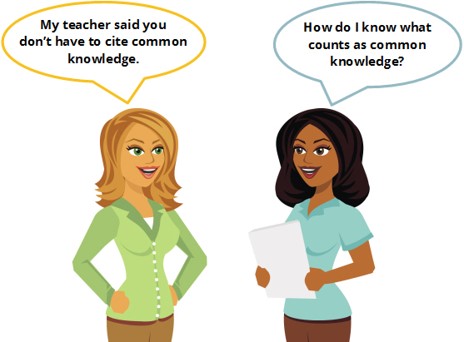 My teacher said you
don't have to cite common
knowledge.
How do I know what
counts as common
knowledge?